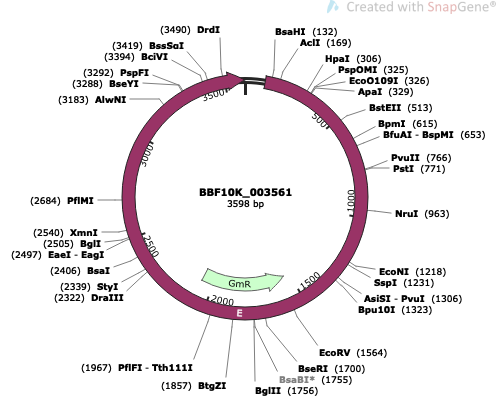 Created with SnapGene®
(3490) DrdI
(3419) BssSαI
(3394) BciVI
(3292) PspFI
(3288) BseYI
(3183) AlwNI
(2684) PflMI
(2540) XmnI
(2505) BglI
(2497) EaeI - EagI
(2406) BsaI
(2339) StyI
(2322) DraIII
(1967) PflFI - Tth111I
(1857) BtgZI
BsaHI (132)
AclI (169)
HpaI (306)
PspOMI (325)
EcoO109I (326)
ApaI (329)
BstEII (513)
BpmI (615)
BfuAI - BspMI (653)
PvuII (766)
PstI (771)
NruI (963)
EcoNI (1218)
SspI (1231)
AsiSI - PvuI (1306)
Bpu10I (1323)
EcoRV (1564)
BseRI (1700)
BsaBI* (1755)
BglII (1756)
500
1000
1500
2000
2500
3000
3500
BBF10K_003561
3598 bp
GmR
E